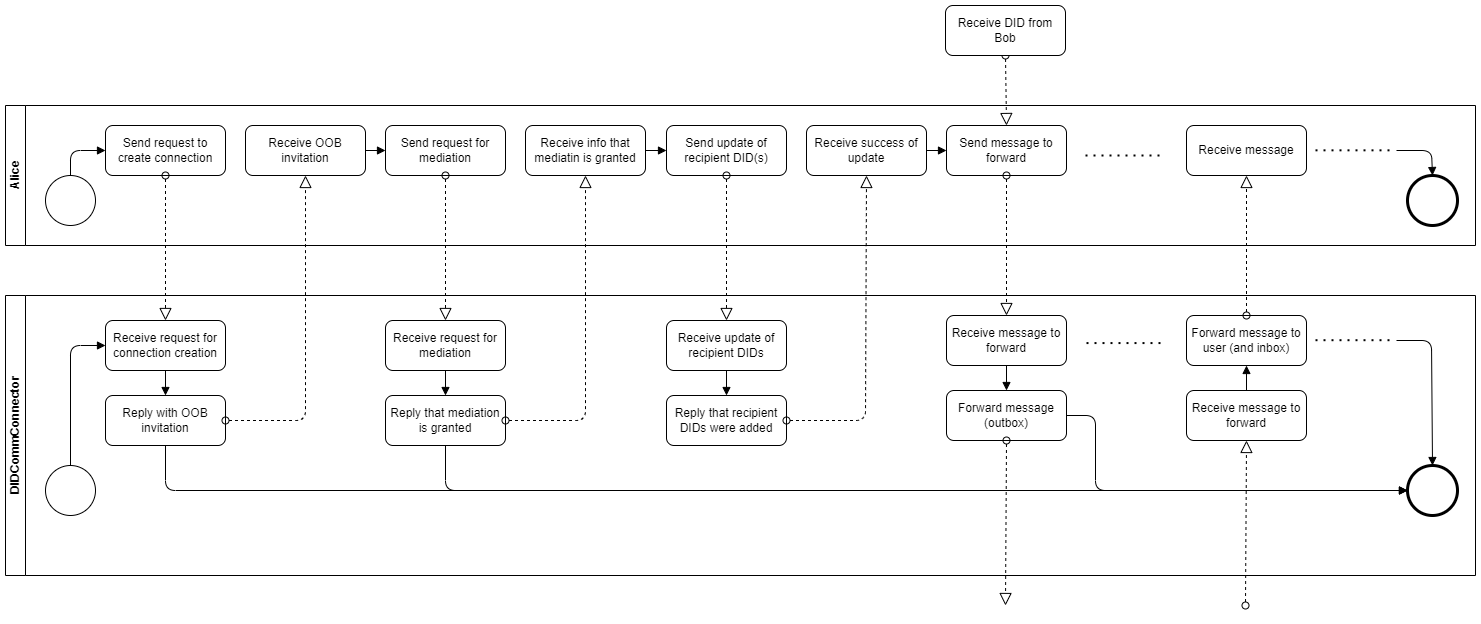 Receive DID from
Bob
Alice
Send request to
create connection
Receive OOB
invitation
Send request for
mediation
Receive info that
mediatin is granted
Send update of
recipient DID(s)
Receive success of
update
Send message to
forward
Receive message
DIDCommConnector
Receive request for
connection creation
Receive request for
mediation
Receive update of
recipient DIDs
Receive message to
forward
Forward message to
user (and inbox)
Reply with OOB
invitation
Reply that mediation
is granted
Reply that recipient
DIDs were added
Forward message
(outbox)
Receive message to
forward